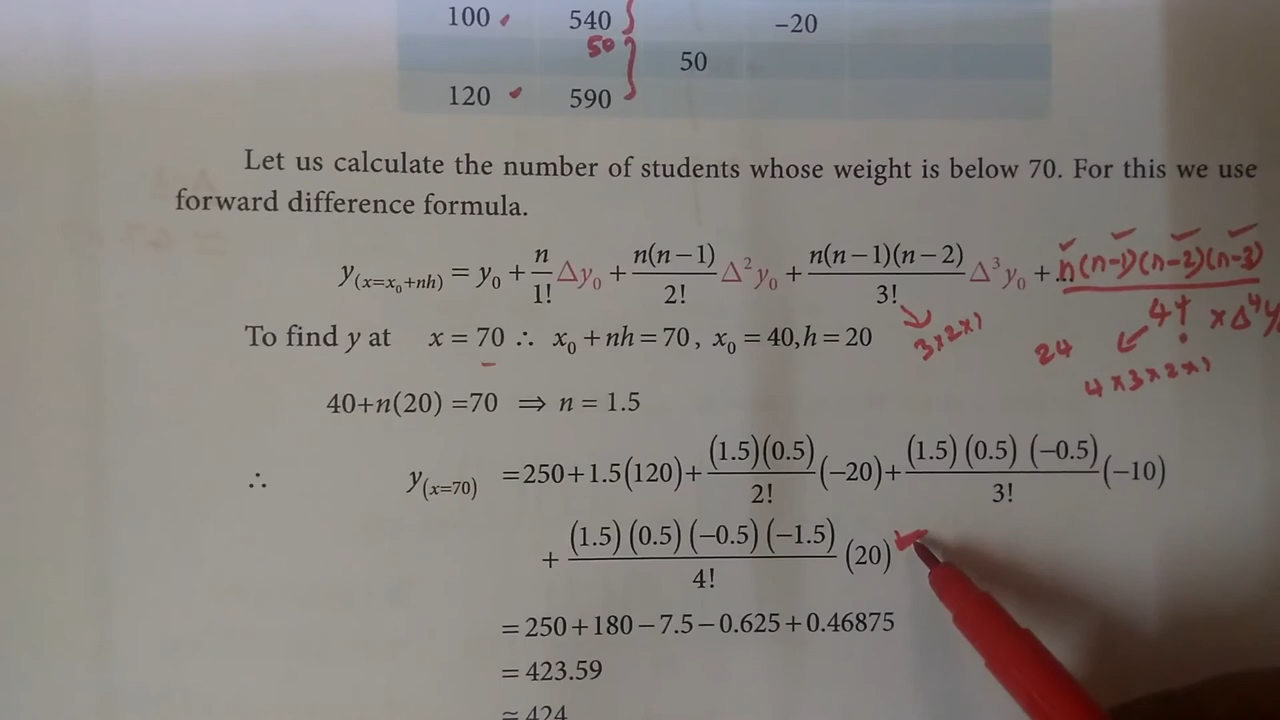 100 540 –20
50
50
120 590
Let us calculate the number of students whose weight is below 70. For this we use
forward difference formula.
y(x=x₀+nh) = y₀ + n/1! Δy₀ + n(n−1)/2! Δ²y₀ + n(n−1)(n−2)/3! Δ³y₀ + ... n(n-1)(n-2)(n-3)/4! × Δ⁴y
3×2×1
24
4×3×2×1
To find y at x = 70 ∴ x₀ + nh = 70, x₀ = 40, h = 20
40+n(20) =70 ⇒ n = 1.5
∴ y(x=70) = 250+1.5(120)+ (1.5)(0.5)/2! (−20)+ (1.5)(0.5)(−0.5)/3! (−10)
+ (1.5)(0.5)(−0.5)(−1.5)/4! (20)
= 250+180−7.5−0.625+0.46875
= 423.59
≃ 424